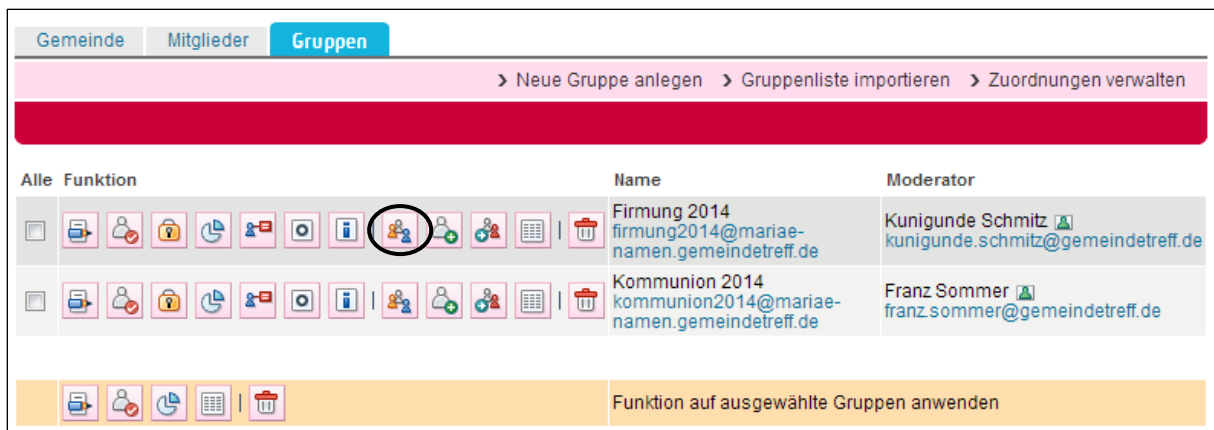 Gemeinde Mitglieder Gruppen
Neue Gruppe anlegen Gruppenliste importieren Zuordnungen verwalten
Alle Funktion Name Moderator
Firmung 2014
firmung2014@mariae-
namen.gemeindetreff.de
Kunigunde Schmitz
kunigunde.schmitz@gemeindetreff.de
Kommunion 2014
kommunion2014@mariae-
namen.gemeindetreff.de
Franz Sommer
franz.sommer@gemeindetreff.de
Funktion auf ausgewählte Gruppen anwenden